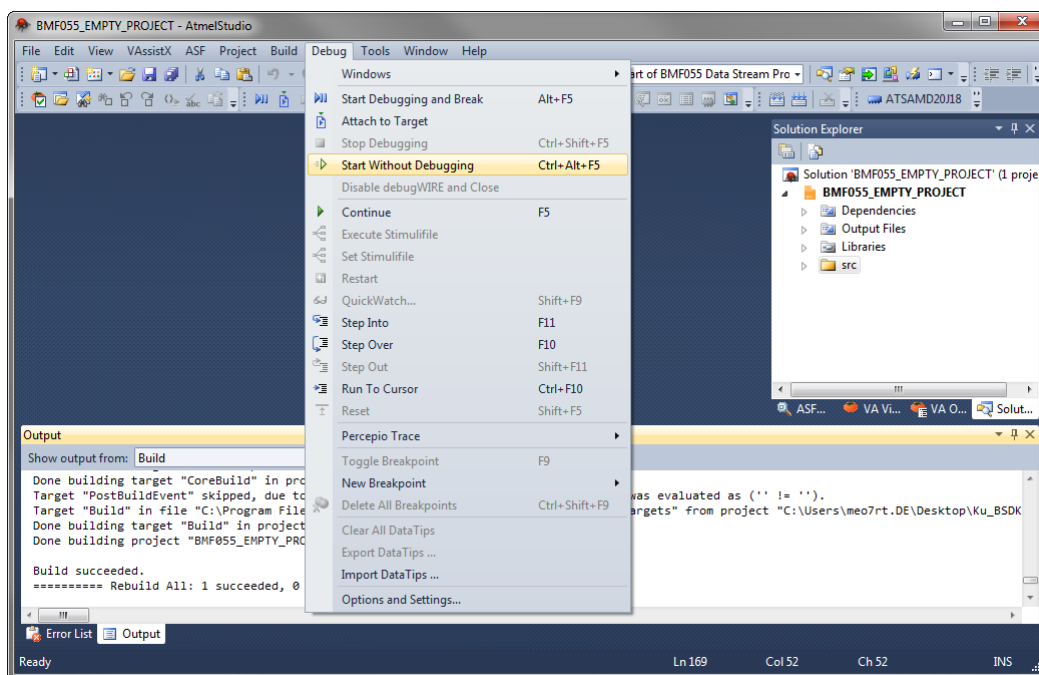 BMF055_EMPTY_PROJECT - AtmelStudio
File Edit View VAssistX ASF Project Build Debug Tools Window Help
art of BMF055 Data Stream Pro
ATSAMD20J18
Windows
Start Debugging and Break Alt+F5
Attach to Target
Stop Debugging Ctrl+Shift+F5
Start Without Debugging Ctrl+Alt+F5
Disable debugWIRE and Close
Continue F5
Execute Stimulifile
Set Stimulifile
Restart
QuickWatch... Shift+F9
Step Into F11
Step Over F10
Step Out Shift+F11
Run To Cursor Ctrl+F10
Reset Shift+F5
Percepio Trace
Toggle Breakpoint F9
New Breakpoint
Delete All Breakpoints Ctrl+Shift+F9
Clear All DataTips
Export DataTips ...
Import DataTips ...
Options and Settings...
Solution Explorer
Solution 'BMF055_EMPTY_PROJECT' (1 proje
BMF055_EMPTY_PROJECT
Dependencies
Output Files
Libraries
src
ASF... VA Vi... VA O... Solut...
Output
Show output from: Build
Done building target "CoreBuild" in pro
Target "PostBuildEvent" skipped, due to was evaluated as ('' != '').
Target "Build" in file "C:\Program File argets" from project "C:\Users\meo7rt.DE\Desktop\Ku_BSDK
Done building target "Build" in project
Done building project "BMF055_EMPTY_PRO
Build succeeded.
========== Rebuild All: 1 succeeded, 0
Error List Output
Ready Ln 169 Col 52 Ch 52 INS